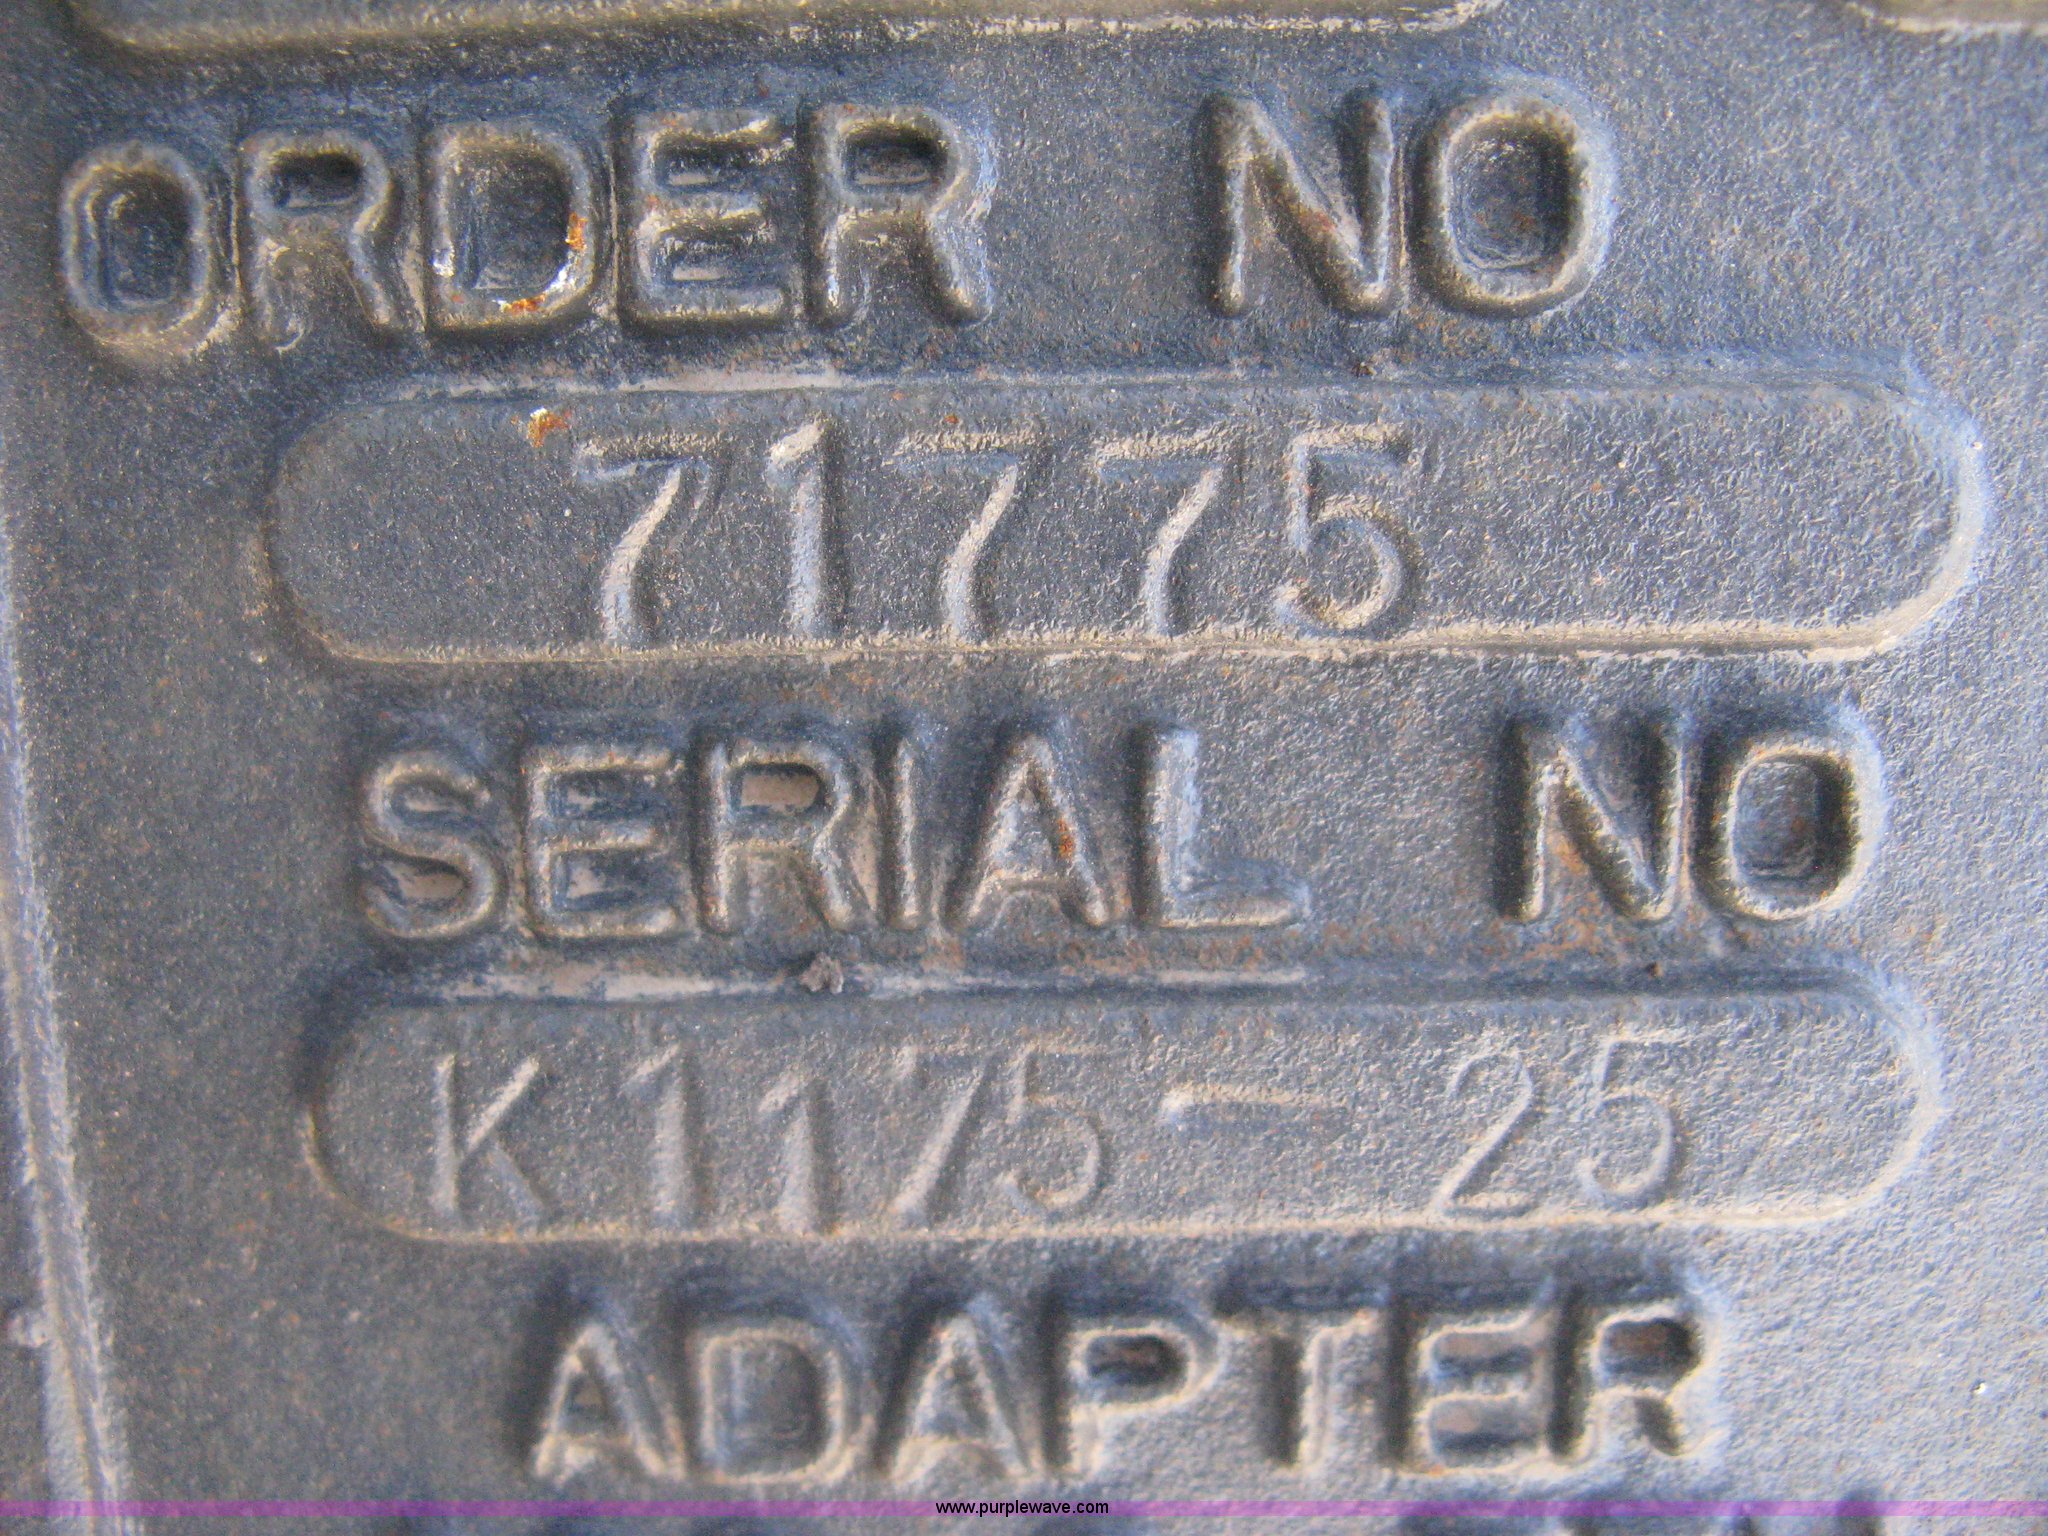 ORDER NO
71775
SERIAL NO
K1175-25
ADAPTER
www.purplewave.com